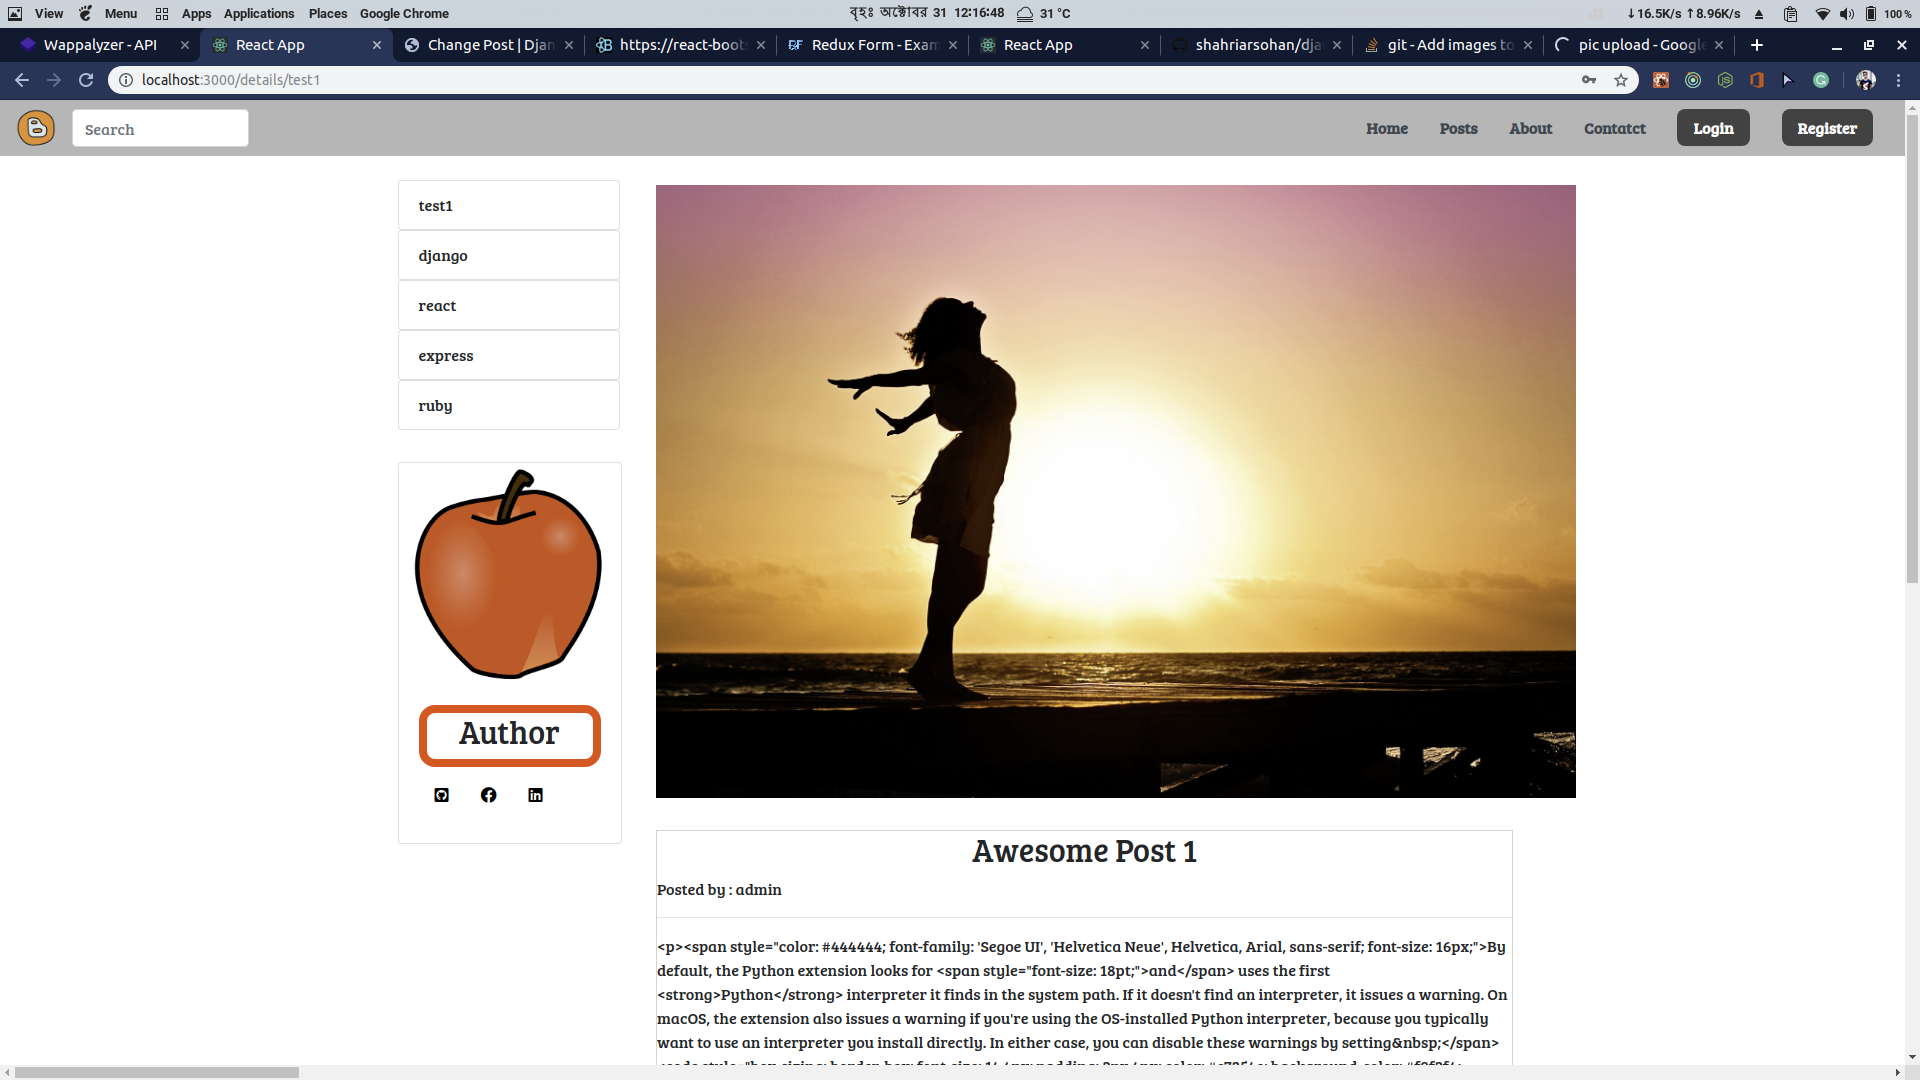 View Menu Apps Applications Places Google Chrome বৃহঃ অক্টোবর 31 12:16:48 31 °C ↓16.5K/s ↑8.96K/s 100 %
Wappalyzer - API React App Change Post | Djan https://react-boots Redux Form - Exam React App shahriarsohan/dja git - Add images to pic upload - Google
localhost:3000/details/test1
Search Home Posts About Contatct Login Register
test1
django
react
express
ruby
Author
Awesome Post 1
Posted by : admin
<p><span style="color: #444444; font-family: 'Segoe UI', 'Helvetica Neue', Helvetica, Arial, sans-serif; font-size: 16px;">By
default, the Python extension looks for <span style="font-size: 18pt;">and</span> uses the first
<strong>Python</strong> interpreter it finds in the system path. If it doesn't find an interpreter, it issues a warning. On
macOS, the extension also issues a warning if you're using the OS-installed Python interpreter, because you typically
want to use an interpreter you install directly. In either case, you can disable these warnings by setting&nbsp;</span>